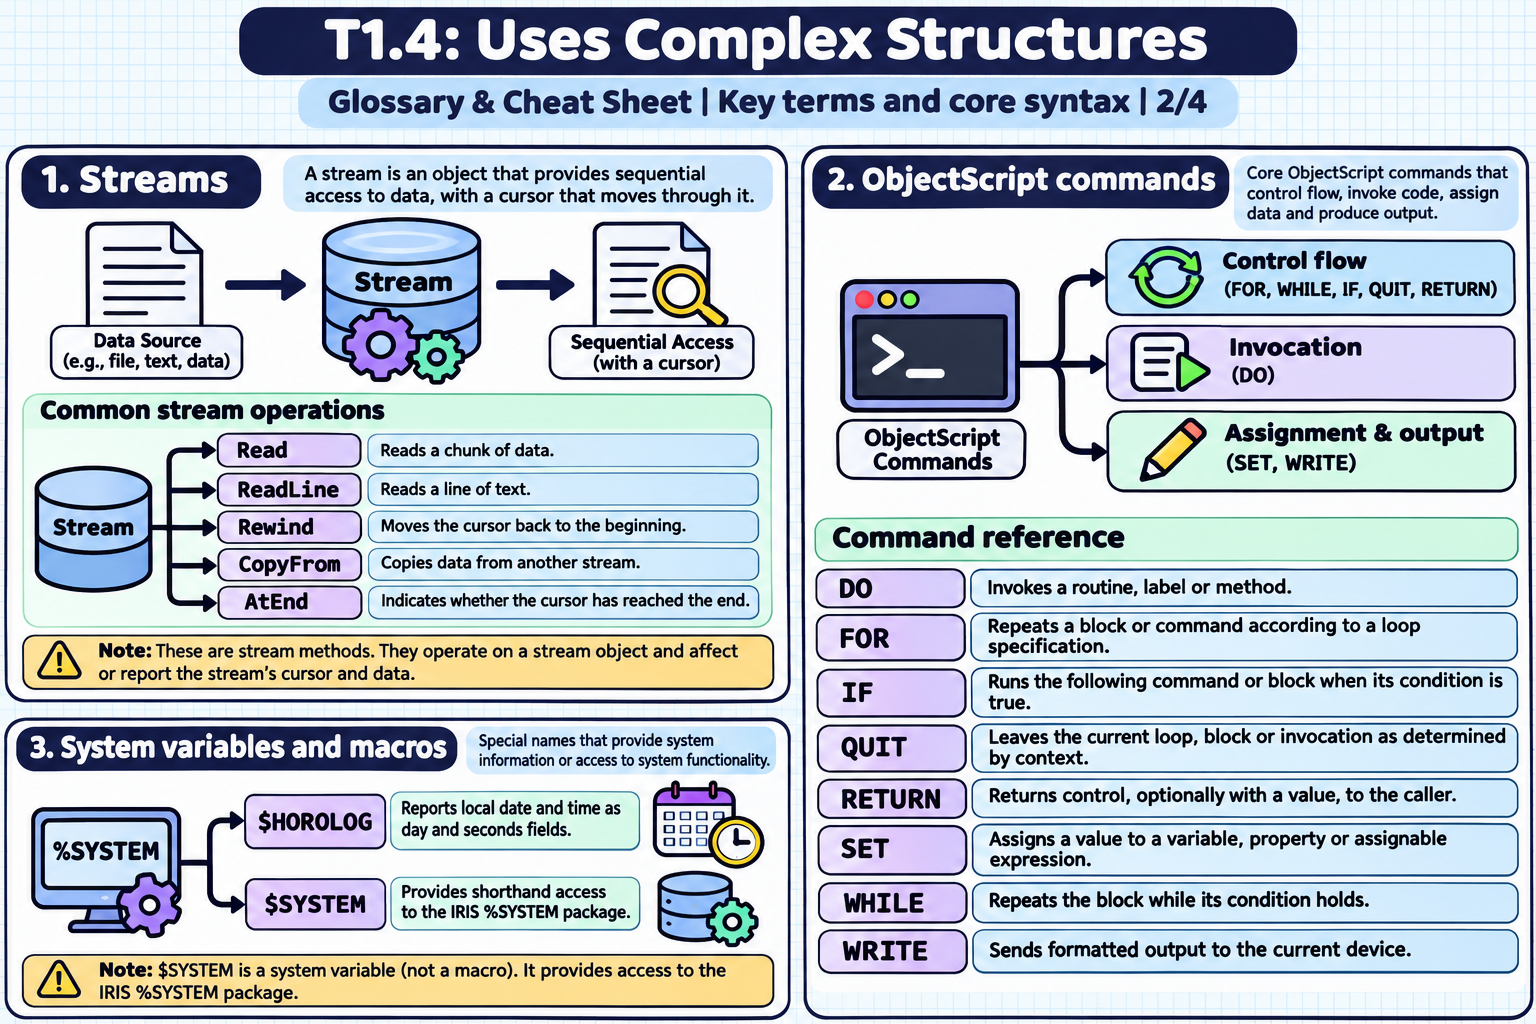 T1.4: Uses Complex Structures
Glossary & Cheat Sheet | Key terms and core syntax | 2/4
1. Streams
A stream is an object that provides sequential
access to data, with a cursor that moves through it.
Data Source
(e.g., file, text, data)
Stream
Sequential Access
(with a cursor)
Common stream operations
Stream
Read
Reads a chunk of data.
ReadLine
Reads a line of text.
Rewind
Moves the cursor back to the beginning.
CopyFrom
Copies data from another stream.
AtEnd
Indicates whether the cursor has reached the end.
Note: These are stream methods. They operate on a stream object and affect
or report the stream's cursor and data.
2. ObjectScript commands
Core ObjectScript commands that
control flow, invoke code, assign
data and produce output.
>_
ObjectScript
Commands
Control flow
(FOR, WHILE, IF, QUIT, RETURN)
Invocation
(DO)
Assignment & output
(SET, WRITE)
Command reference
DO
Invokes a routine, label or method.
FOR
Repeats a block or command according to a loop
specification.
IF
Runs the following command or block when its condition is
true.
QUIT
Leaves the current loop, block or invocation as determined
by context.
RETURN
Returns control, optionally with a value, to the caller.
SET
Assigns a value to a variable, property or assignable
expression.
WHILE
Repeats the block while its condition holds.
WRITE
Sends formatted output to the current device.
3. System variables and macros
Special names that provide system
information or access to system functionality.
%SYSTEM
$HOROLOG
Reports local date and time as
day and seconds fields.
$SYSTEM
Provides shorthand access
to the IRIS %SYSTEM package.
Note: $SYSTEM is a system variable (not a macro). It provides access to the
IRIS %SYSTEM package.